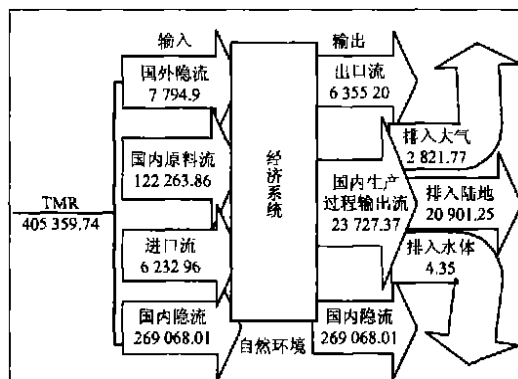 输入
输出
国外隐流
7 794.9
出口流
6 355 20
排入大气
2 821.77
国内原料流
122 263.86
经济系统
国内生产
过程输出流
23 727.37
排入陆地
20 901.25
TMR
405 359.74
进口流
6 232 96
排入水体
4.35
国内隐流
269 068.01
自然环境
国内隐流
269 068.01